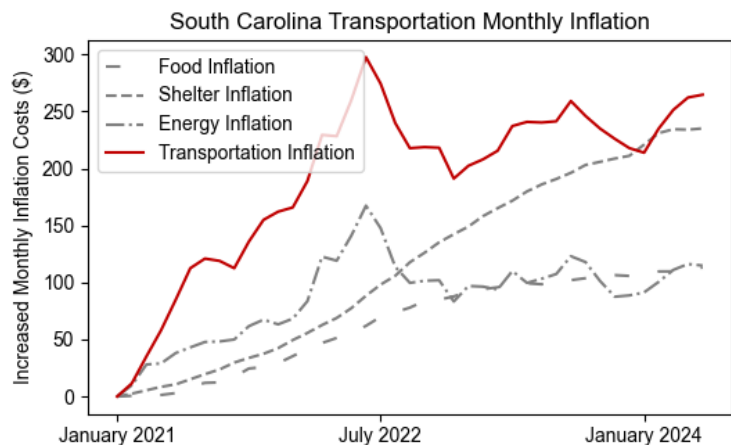 South Carolina Transportation Monthly Inflation
Increased Monthly Inflation Costs ($)
300
250
200
150
100
50
0
Food Inflation
Shelter Inflation
Energy Inflation
Transportation Inflation
January 2021
July 2022
January 2024